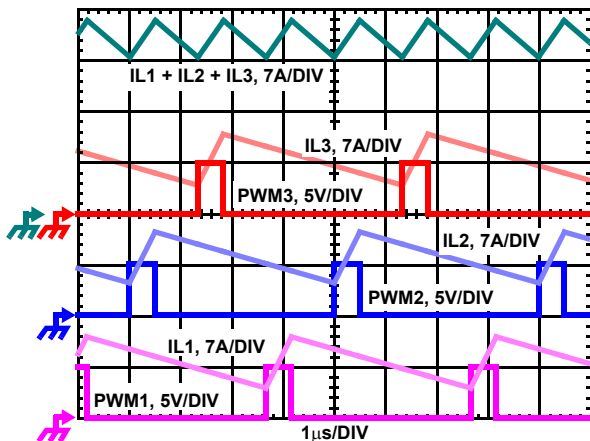 IL1 + IL2 + IL3, 7A/DIV
IL3, 7A/DIV
PWM3, 5V/DIV
IL2, 7A/DIV
PWM2, 5V/DIV
IL1, 7A/DIV
PWM1, 5V/DIV
1μs/DIV